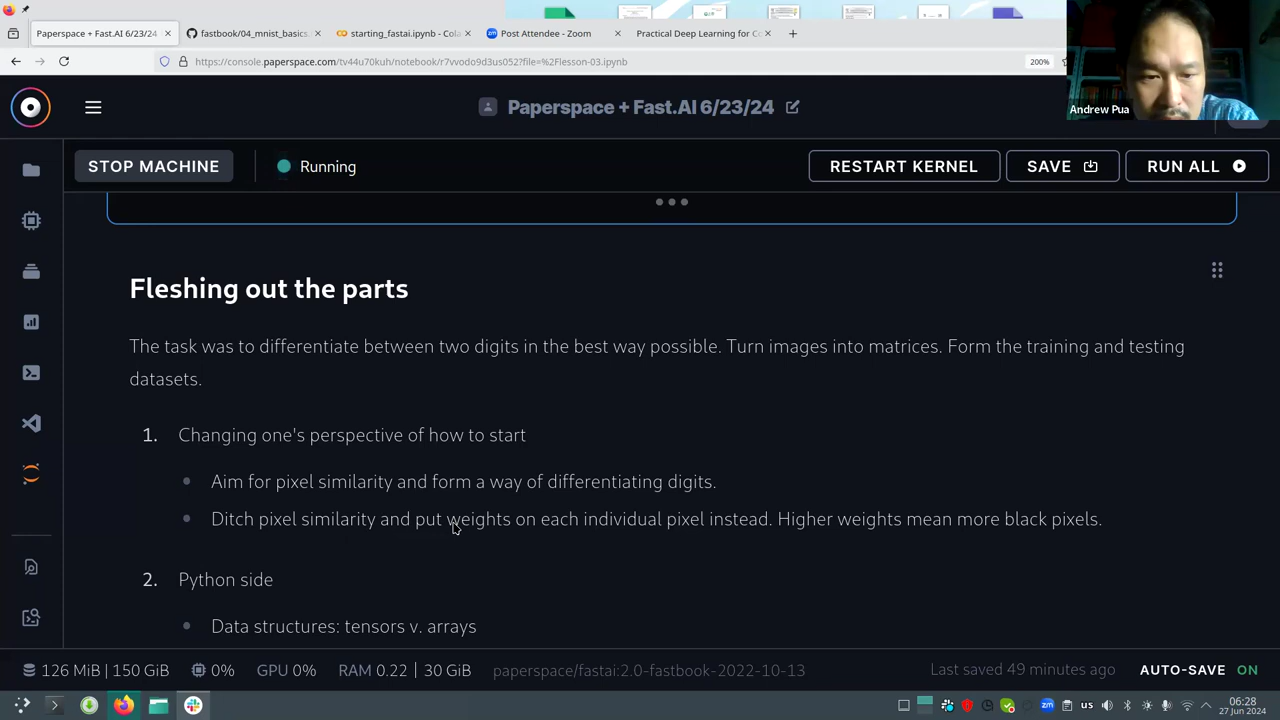 Paperspace + Fast.AI 6/23/24
fastbook/04_mnist_basics.
starting_fastai.ipynb - Cola
Post Attendee - Zoom
Practical Deep Learning for Co
https://console.paperspace.com/tv44u70kuh/notebook/r7vvodo9d3us052?file=%2Flesson-03.ipynb
200%
Andrew Pua
Paperspace + Fast.AI 6/23/24
STOP MACHINE
Running
RESTART KERNEL
SAVE
RUN ALL
Fleshing out the parts
The task was to differentiate between two digits in the best way possible. Turn images into matrices. Form the training and testing
datasets.
1. Changing one's perspective of how to start
Aim for pixel similarity and form a way of differentiating digits.
Ditch pixel similarity and put weights on each individual pixel instead. Higher weights mean more black pixels.
2. Python side
Data structures: tensors v. arrays
126 MiB | 150 GiB
0%
GPU 0%
RAM 0.22 | 30 GiB
paperspace/fastai:2.0-fastbook-2022-10-13
Last saved 49 minutes ago
AUTO-SAVE ON
zm
us
06:28
27 Jun 2024